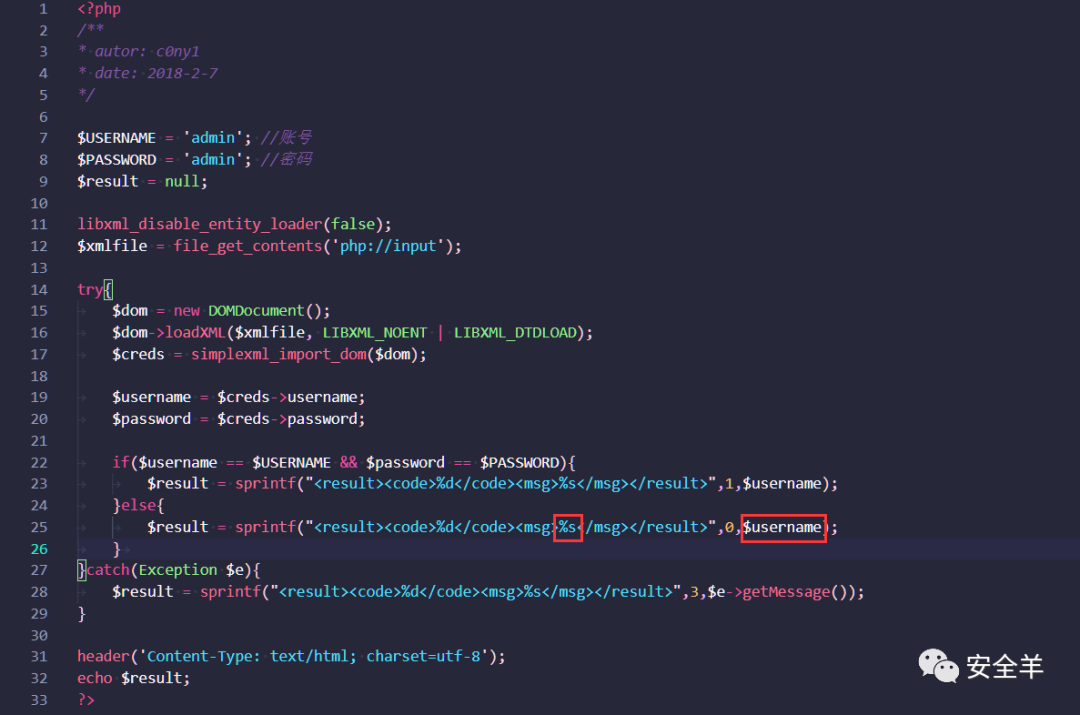 1 <?php
2 /**
3 * autor: c0ny1
4 * date: 2018-2-7
5 */
6
7 $USERNAME = 'admin'; //账号
8 $PASSWORD = 'admin'; //密码
9 $result = null;
10
11 libxml_disable_entity_loader(false);
12 $xmlfile = file_get_contents('php://input');
13
14 try{
15 $dom = new DOMDocument();
16 $dom->loadXML($xmlfile, LIBXML_NOENT | LIBXML_DTDLOAD);
17 $creds = simplexml_import_dom($dom);
18
19 $username = $creds->username;
20 $password = $creds->password;
21
22 if($username == $USERNAME && $password == $PASSWORD){
23 $result = sprintf("<result><code>%d</code><msg>%s</msg></result>",1,$username);
24 }else{
25 $result = sprintf("<result><code>%d</code><msg>%s</msg></result>",0,$username);
26 }
27 }catch(Exception $e){
28 $result = sprintf("<result><code>%d</code><msg>%s</msg></result>",3,$e->getMessage());
29 }
30
31 header('Content-Type: text/html; charset=utf-8');
32 echo $result;
33 ?>
安全羊